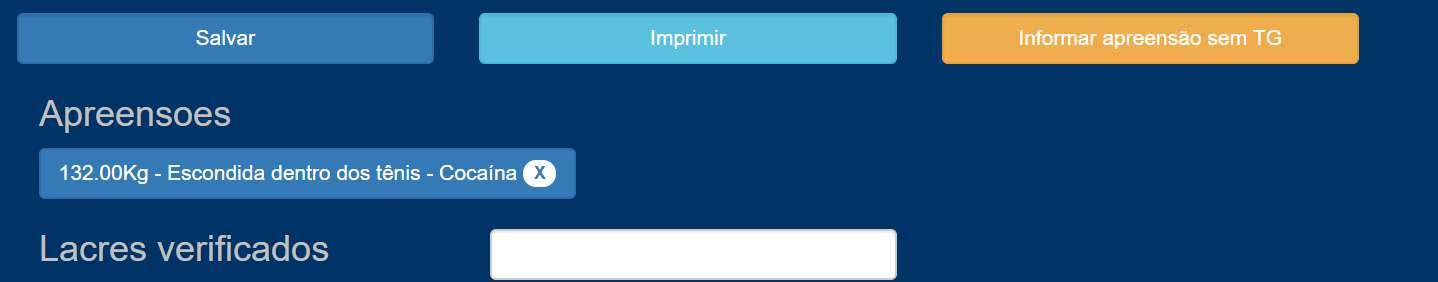 Salvar
Imprimir
Informar apreensão sem TG
Apreensoes
132.00Kg - Escondida dentro dos tênis - Cocaína X
Lacres verificados